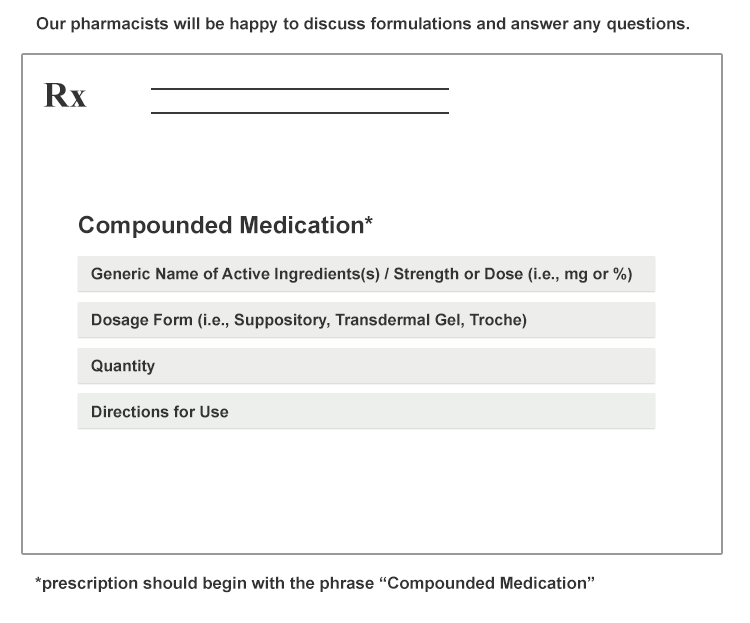 Our pharmacists will be happy to discuss formulations and answer any questions.
Rx
Compounded Medication*
Generic Name of Active Ingredients(s) / Strength or Dose (i.e., mg or %)
Dosage Form (i.e., Suppository, Transdermal Gel, Troche)
Quantity
Directions for Use
*prescription should begin with the phrase “Compounded Medication”